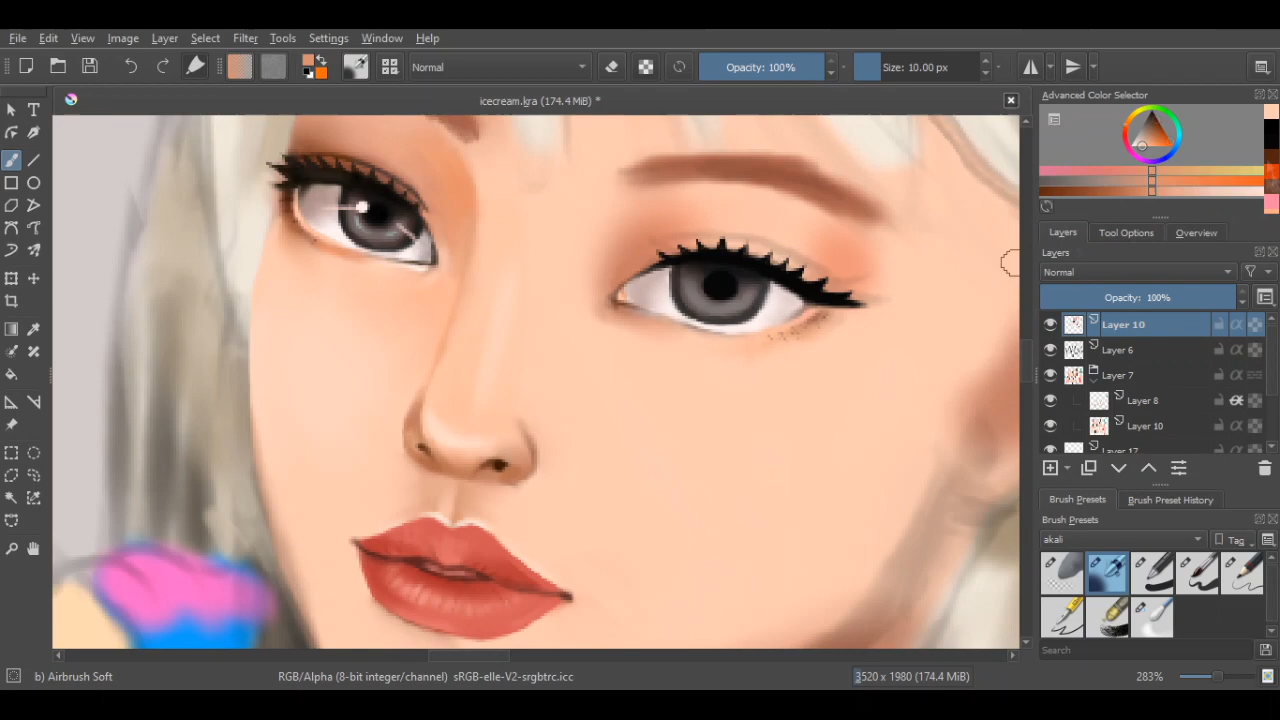 File Edit View Image Layer Select Filter Tools Settings Window Help
Normal Opacity: 100% Size: 10.00 px
icecream.kra (174.4 MiB) *
Advanced Color Selector
Layers Tool Options Overview
Layers
Normal
Opacity: 100%
Layer 10
Layer 6
Layer 7
Layer 8
Layer 10
Layer 17
Brush Presets Brush Preset History
Brush Presets
akali Tag
Search
b) Airbrush Soft RGB/Alpha (8-bit integer/channel) sRGB-elle-V2-srgbtrc.icc 3520 x 1980 (174.4 MiB) 283%